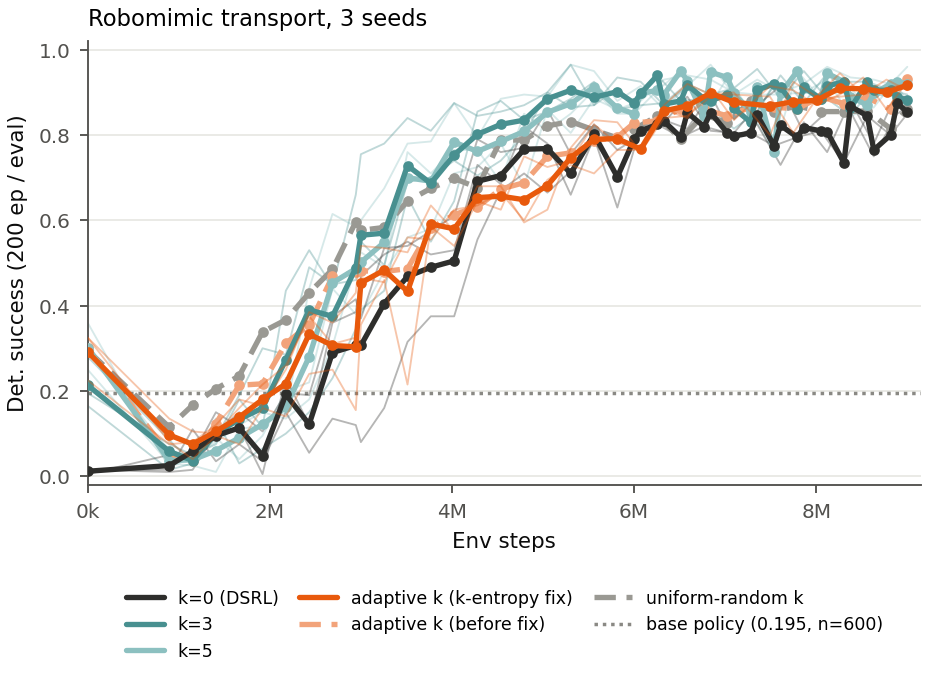 Robomimic transport, 3 seeds
Det. success (200 ep / eval)
1.0
0.8
0.6
0.4
0.2
0.0
0k
2M
4M
6M
8M
Env steps
k=0 (DSRL)
k=3
k=5
adaptive k (k-entropy fix)
adaptive k (before fix)
uniform-random k
base policy (0.195, n=600)